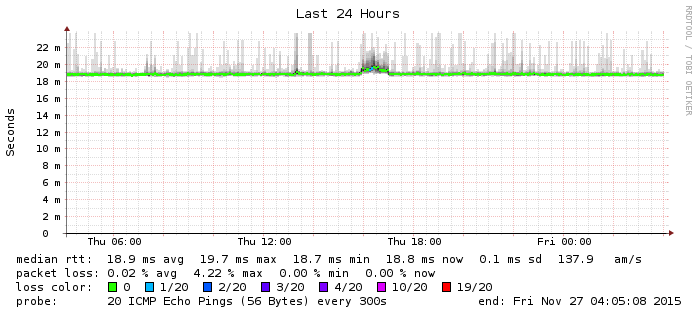 Last 24 Hours
RRDTOOL / TOBI OETIKER
Seconds
22 m
20 m
18 m
16 m
14 m
12 m
10 m
8 m
6 m
4 m
2 m
0
Thu 06:00 Thu 12:00 Thu 18:00 Fri 00:00
median rtt: 18.9 ms avg 19.7 ms max 18.7 ms min 18.8 ms now 0.1 ms sd 137.9 am/s
packet loss: 0.02 % avg 4.22 % max 0.00 % min 0.00 % now
loss color: 0 1/20 2/20 3/20 4/20 10/20 19/20
probe: 20 ICMP Echo Pings (56 Bytes) every 300s end: Fri Nov 27 04:05:08 2015